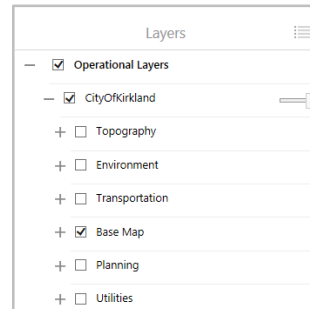 Layers
Operational Layers
CityOfKirkland
Topography
Environment
Transportation
Base Map
Planning
Utilities